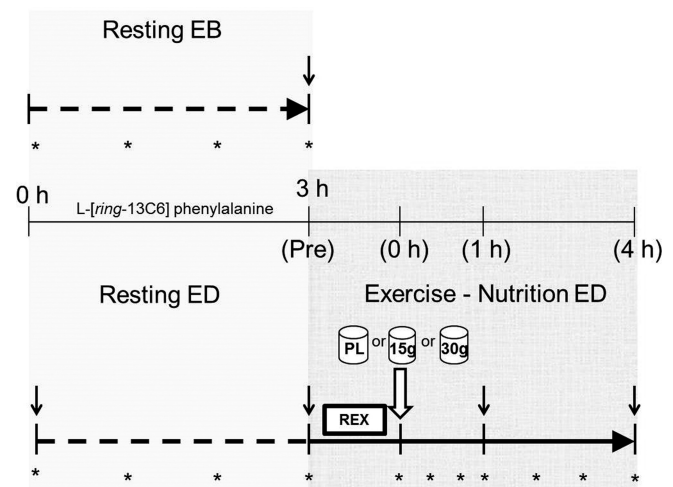 Resting EB
* * * *
0 h 3 h
L-[ring-13C6] phenylalanine
(Pre) (0 h) (1 h) (4 h)
Resting ED Exercise - Nutrition ED
PL or 15g or 30g
REX
* * * * * * * * * * *